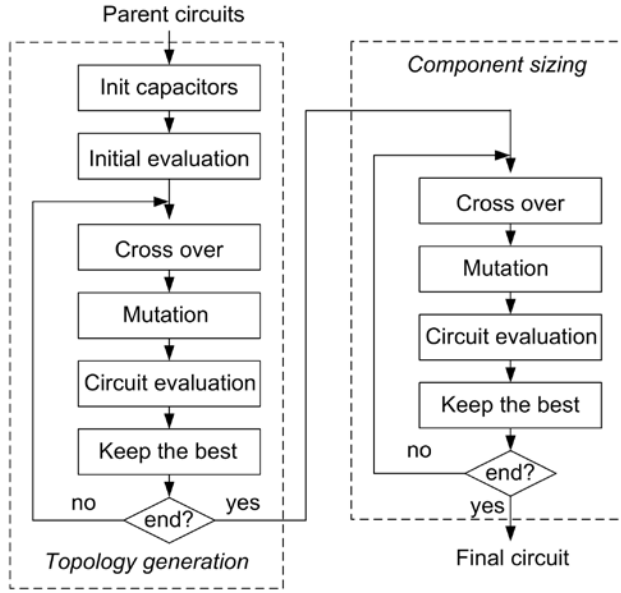 Parent circuits
Init capacitors
Initial evaluation
Cross over
Mutation
Circuit evaluation
Keep the best
end?
no
yes
Topology generation
Component sizing
Cross over
Mutation
Circuit evaluation
Keep the best
no
end?
yes
Final circuit